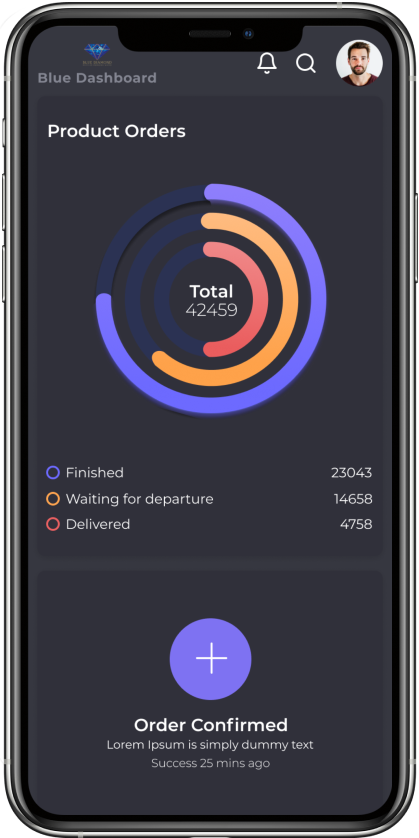 Blue Dashboard
Product Orders
Total
42459
Finished 23043
Waiting for departure 14658
Delivered 4758
Order Confirmed
Lorem Ipsum is simply dummy text
Success 25 mins ago